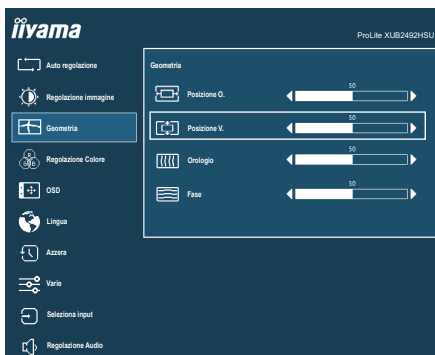 iiyama
ProLite XUB2492HSU
Auto regolazione
Regolazione immagine
Geometria
Regolazione Colore
R
G B
OSD
Lingua
Azzera
Varie
Seleziona input
Regolazione Audio
Geometria
Posizione O.
50
Posizione V.
50
Orologio
50
Fase
50